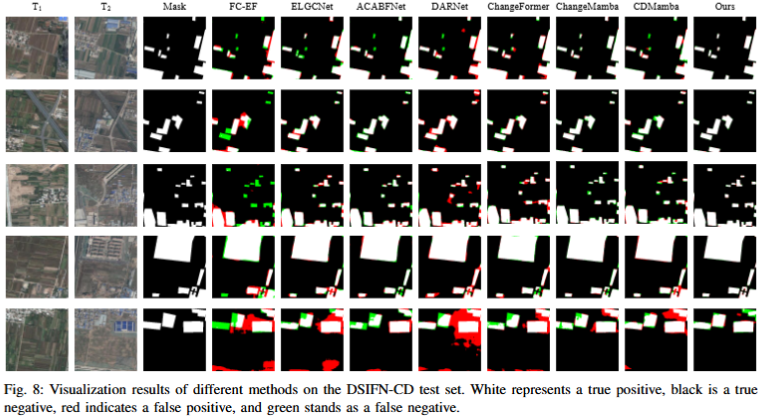 T₁ T₂ Mask FC-EF ELGCNet ACABFNet DARNet ChangeFormer ChangeMamba CDMamba Ours
Fig. 8: Visualization results of different methods on the DSIFN-CD test set. White represents a true positive, black is a true
negative, red indicates a false positive, and green stands as a false negative.